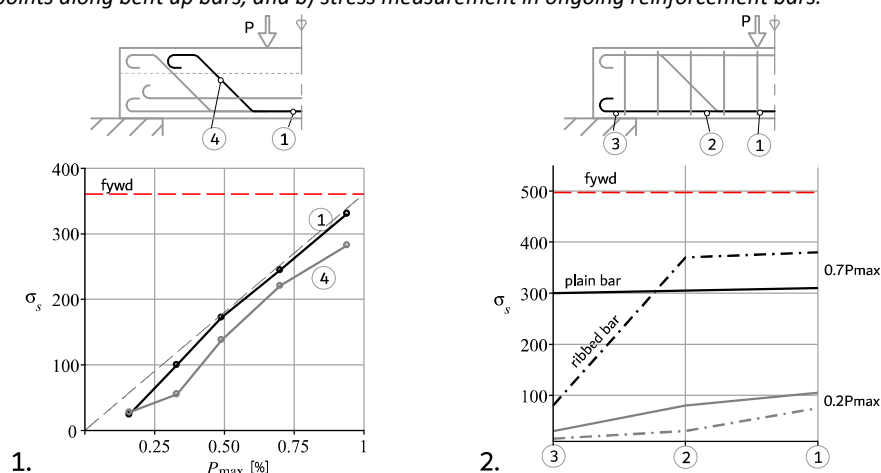 points along bent up bars, and b) stress measurement in ongoing reinforcement bars.
P
P
4
1
3
2
1
400
fywd
300
1
4
σs
200
100
0
0.25
0.50
0.75
1
Pmax [%]
1.
fywd
500
400
0.7Pmax
plain bar
300
σs
ribbed bar
200
100
0.2Pmax
3
2
1
2.